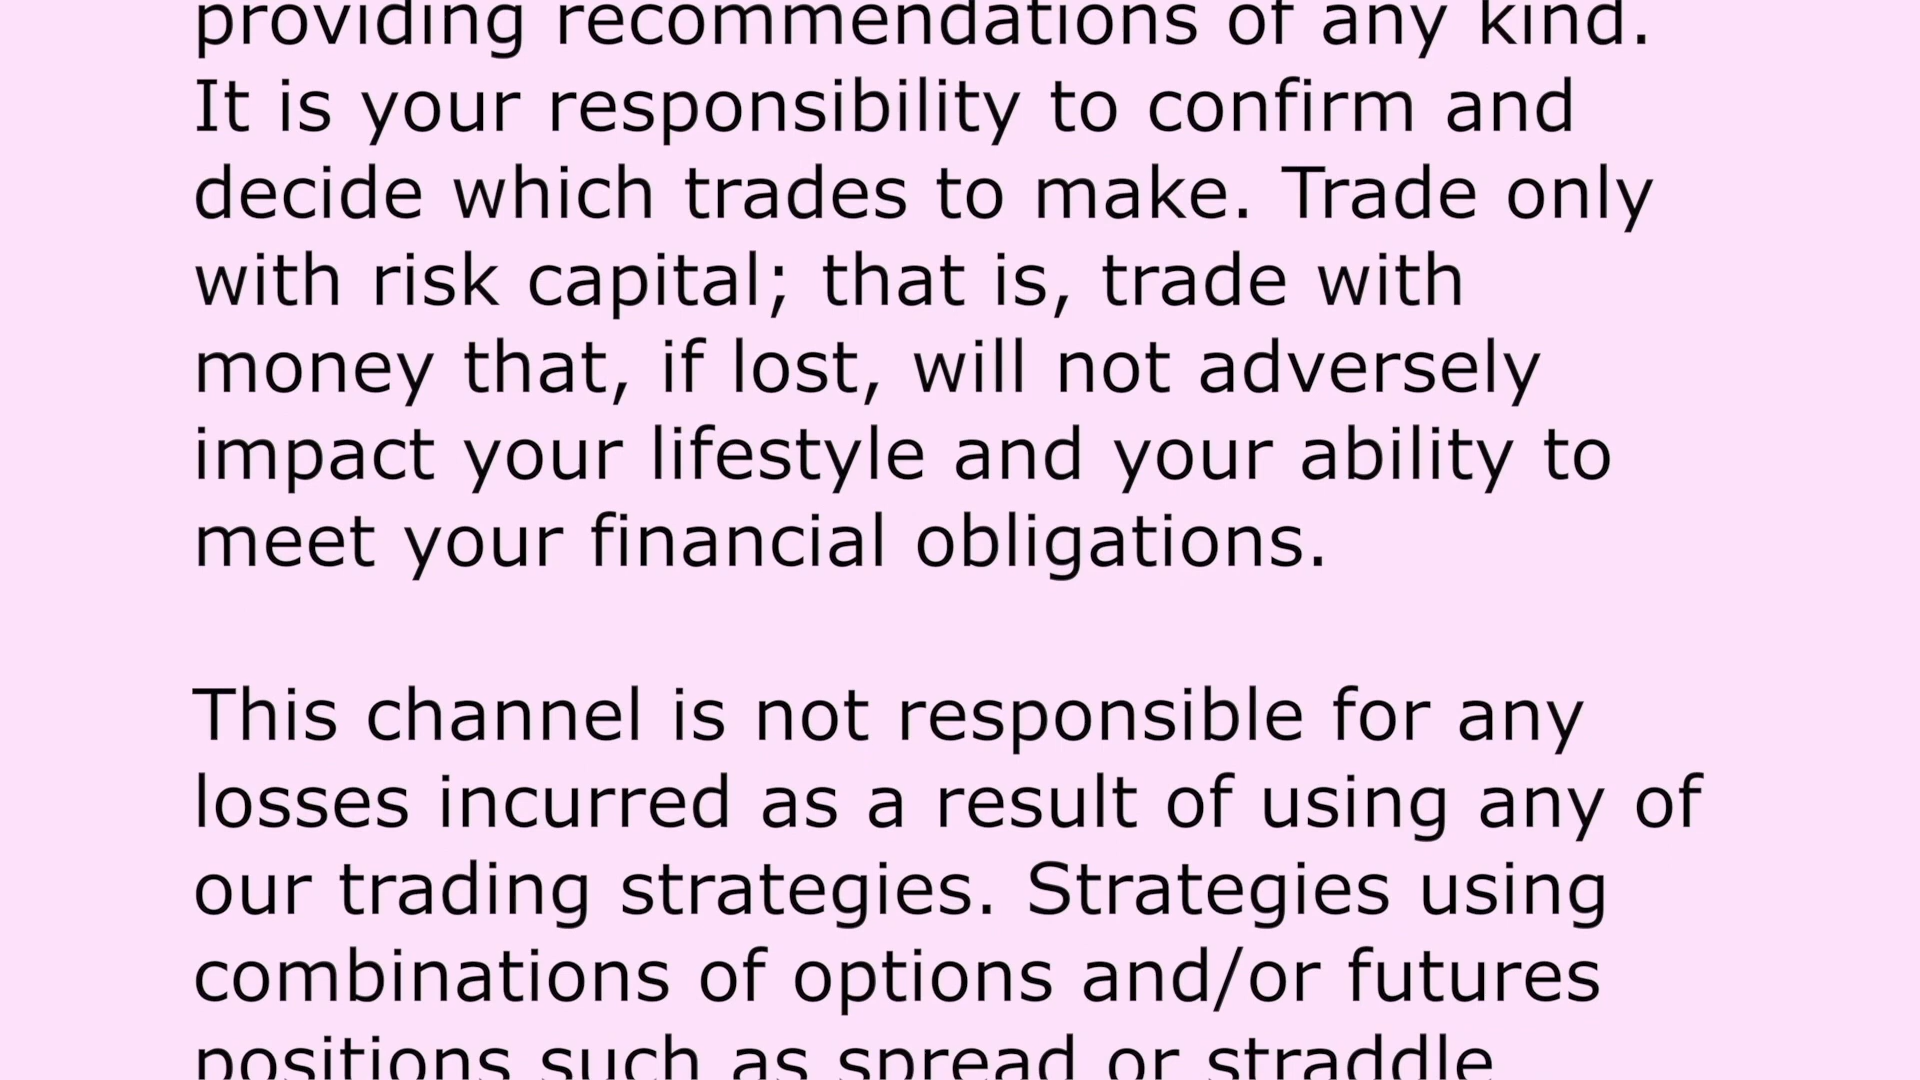 providing recommendations of any kind.
It is your responsibility to confirm and
decide which trades to make. Trade only
with risk capital; that is, trade with
money that, if lost, will not adversely
impact your lifestyle and your ability to
meet your financial obligations.
This channel is not responsible for any
losses incurred as a result of using any of
our trading strategies. Strategies using
combinations of options and/or futures
positions such as spread or straddle